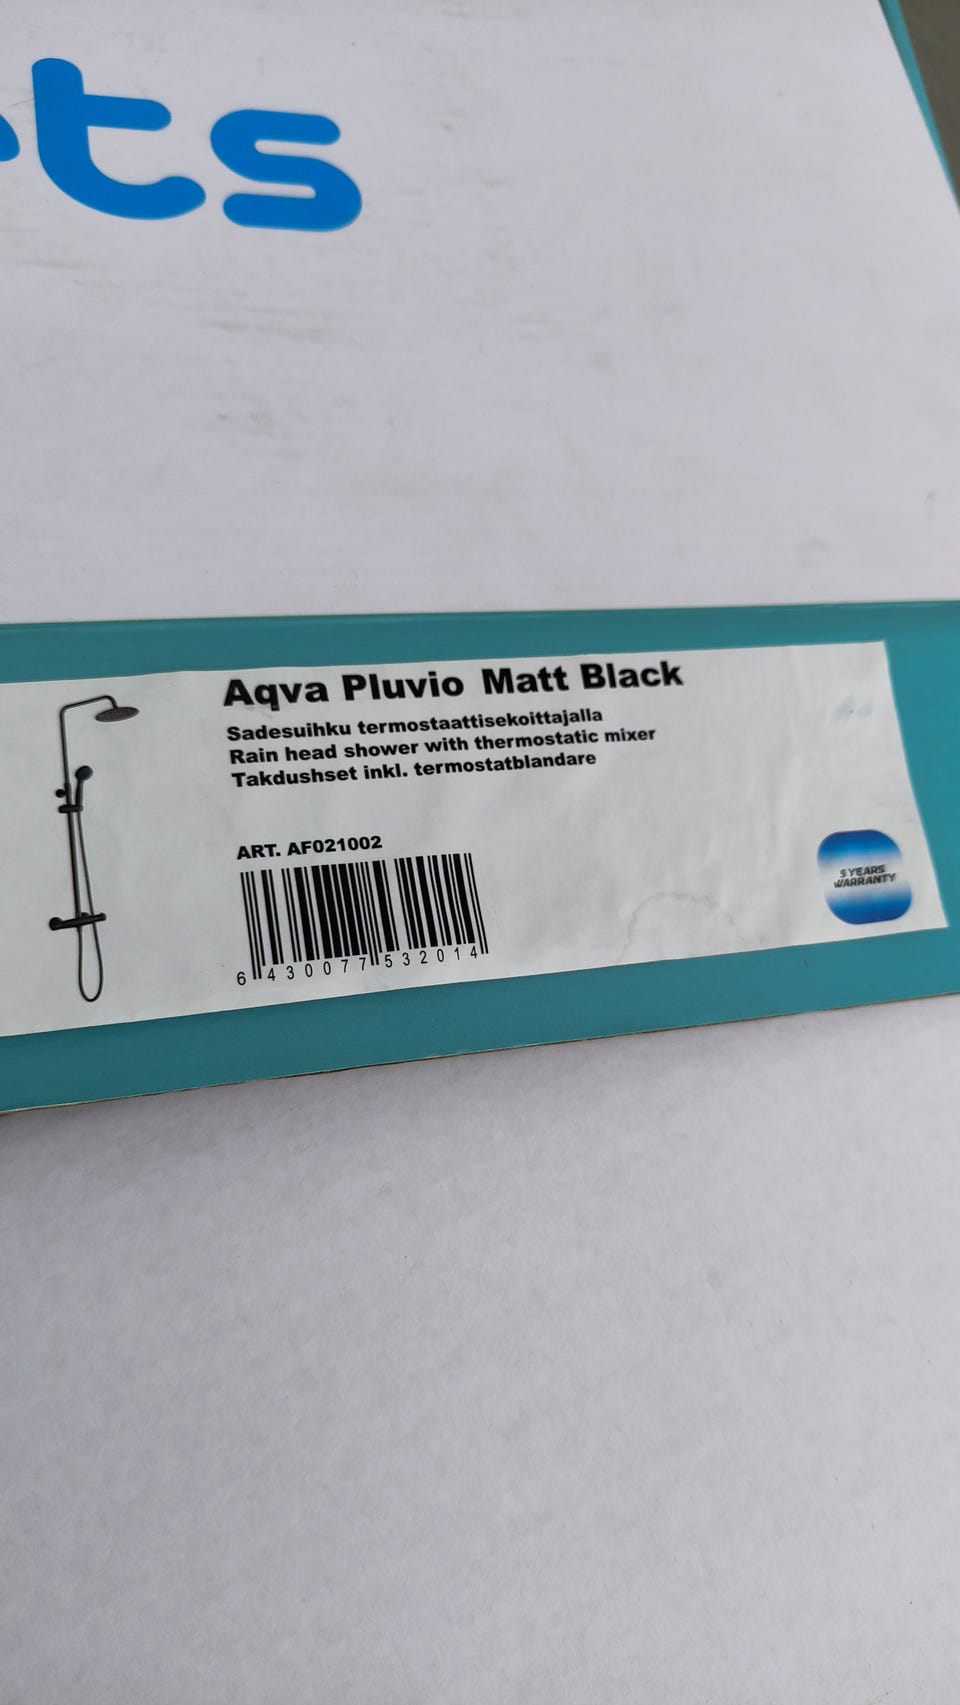 ts
Aqva Pluvio Matt Black
Sadesuihku termostaattisekoittajalla
Rain head shower with thermostatic mixer
Takdushset inkl. termostatblandare
ART. AF021002
6 430077 532014
5 YEARS
WARRANTY